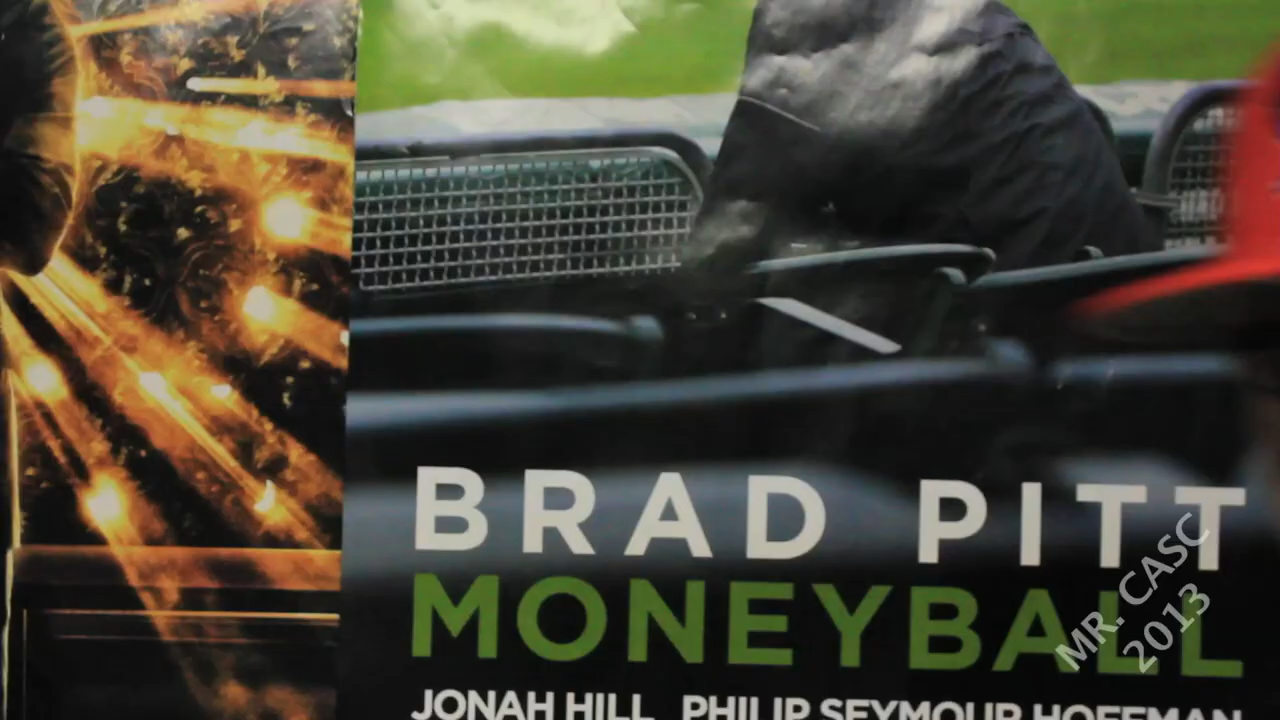 BRAD PITT
MONEYBALL
JONAH HILL PHILIP SEYMOUR HOFFMAN
MR. CASC
2013